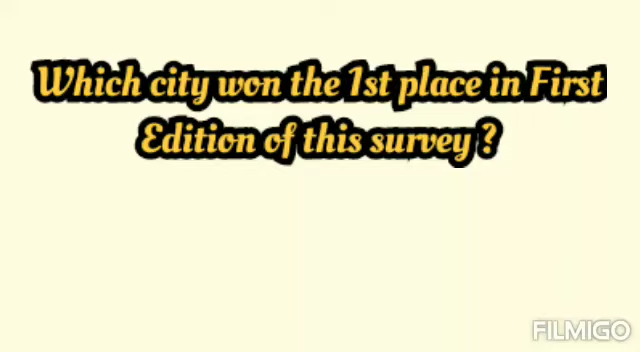 Which city won the 1st place in First
Edition of this survey ?
FILMIGO